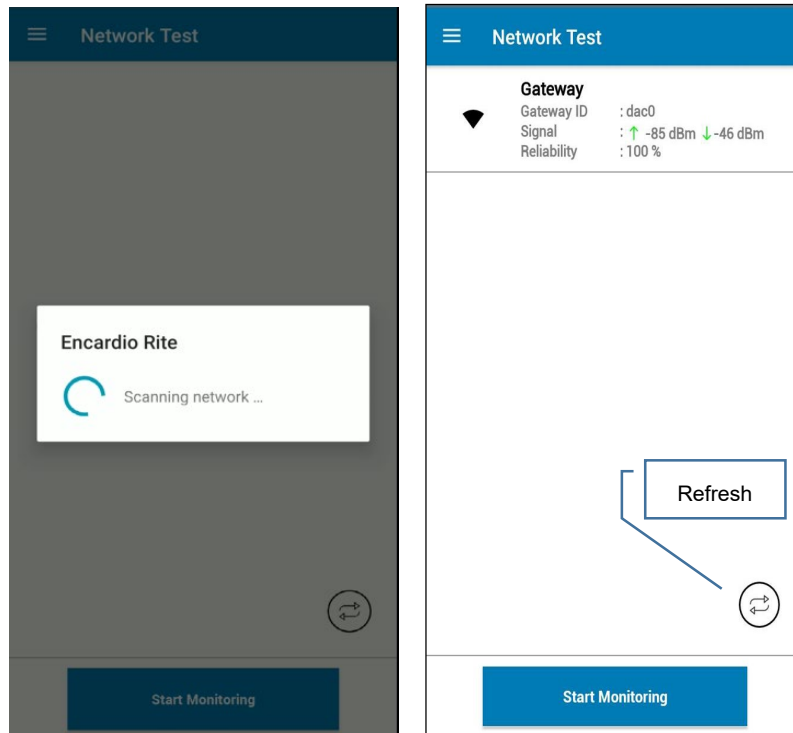 Network Test
Encardio Rite
Scanning network ...
Start Monitoring
Network Test
Gateway
Gateway ID : dac0
Signal : ↑ -85 dBm ↓ -46 dBm
Reliability : 100 %
Refresh
Start Monitoring